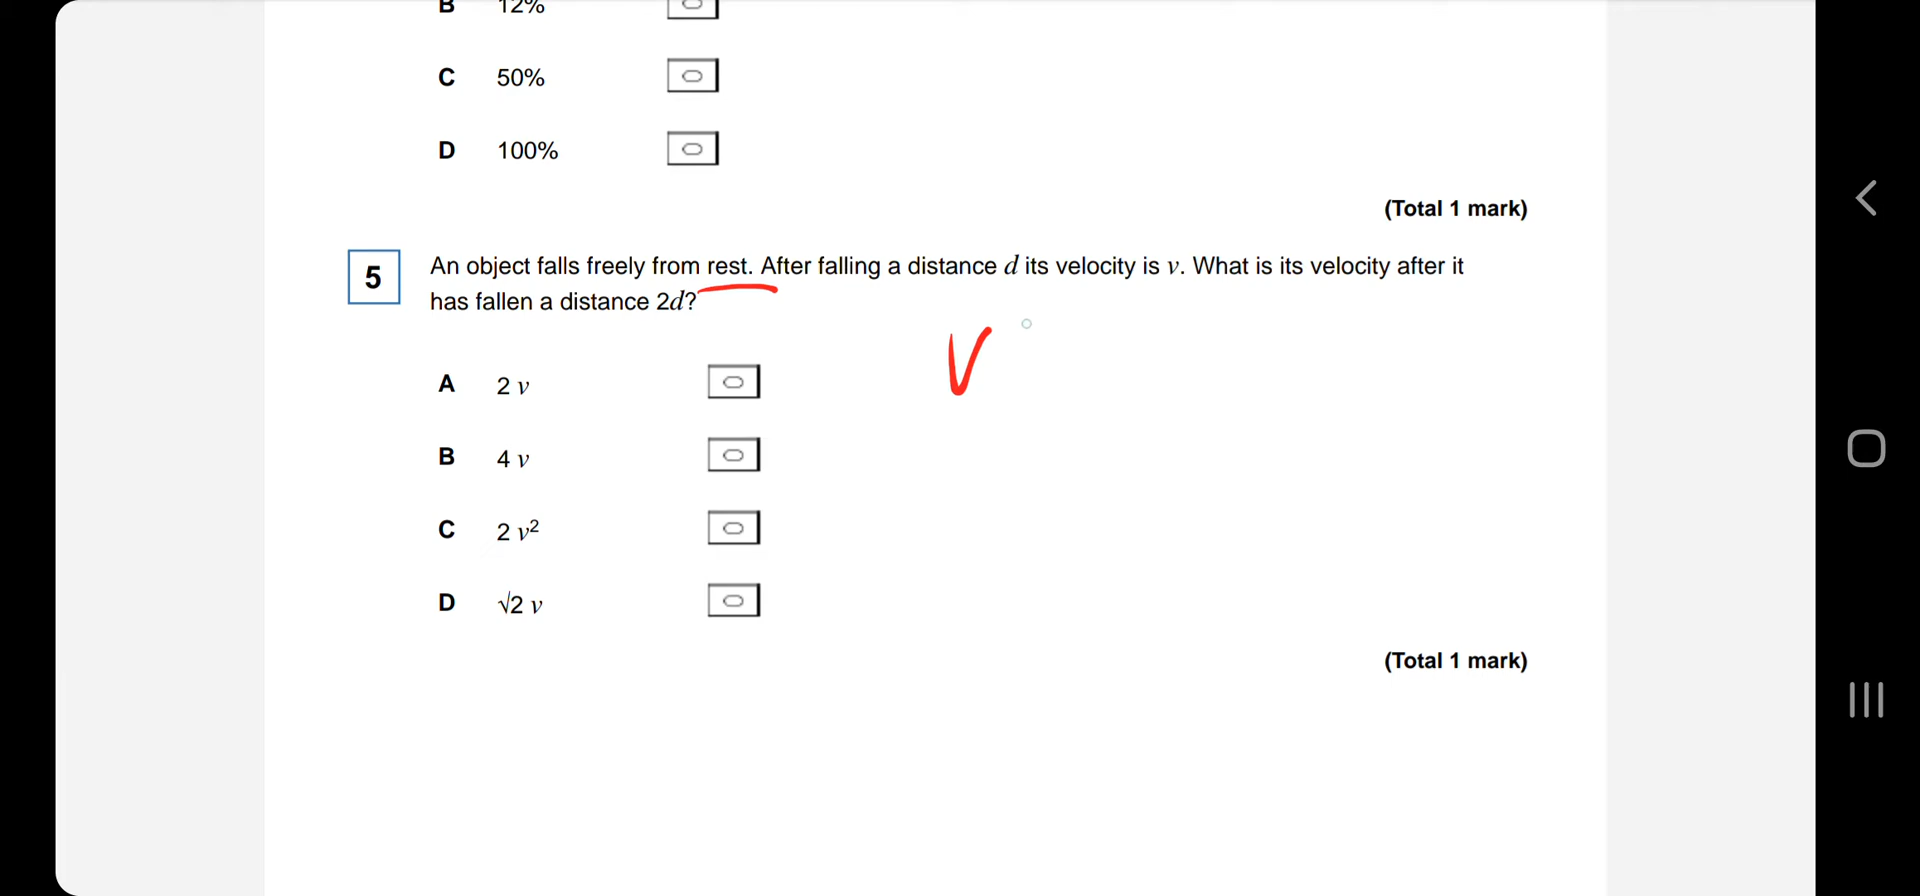 B 12%
C 50%
D 100%
(Total 1 mark)
5 An object falls freely from rest. After falling a distance d its velocity is v. What is its velocity after it
has fallen a distance 2d?
V
A 2 v
B 4 v
C 2 v²
D √2 v
(Total 1 mark)